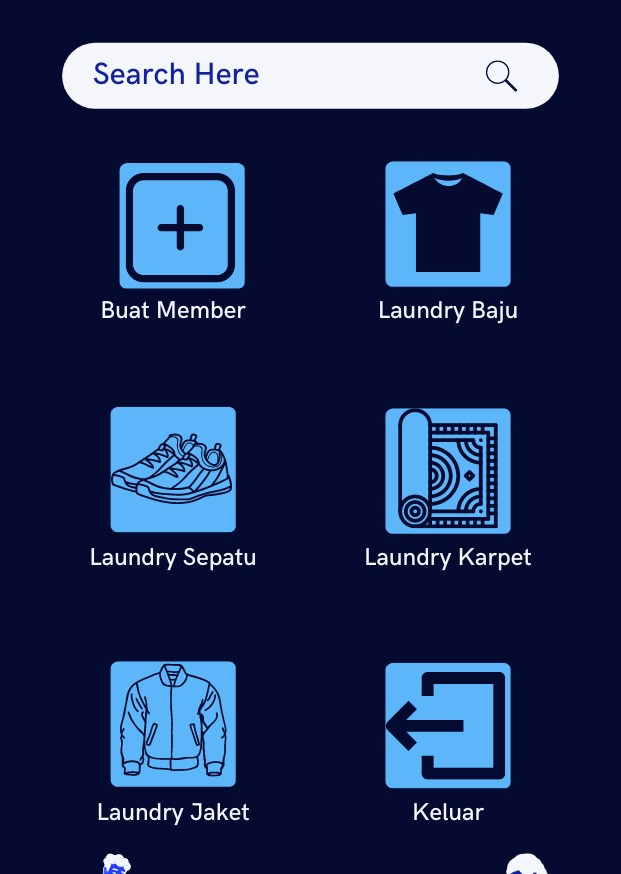 Search Here
Buat Member
Laundry Baju
Laundry Sepatu
Laundry Karpet
Laundry Jaket
Keluar